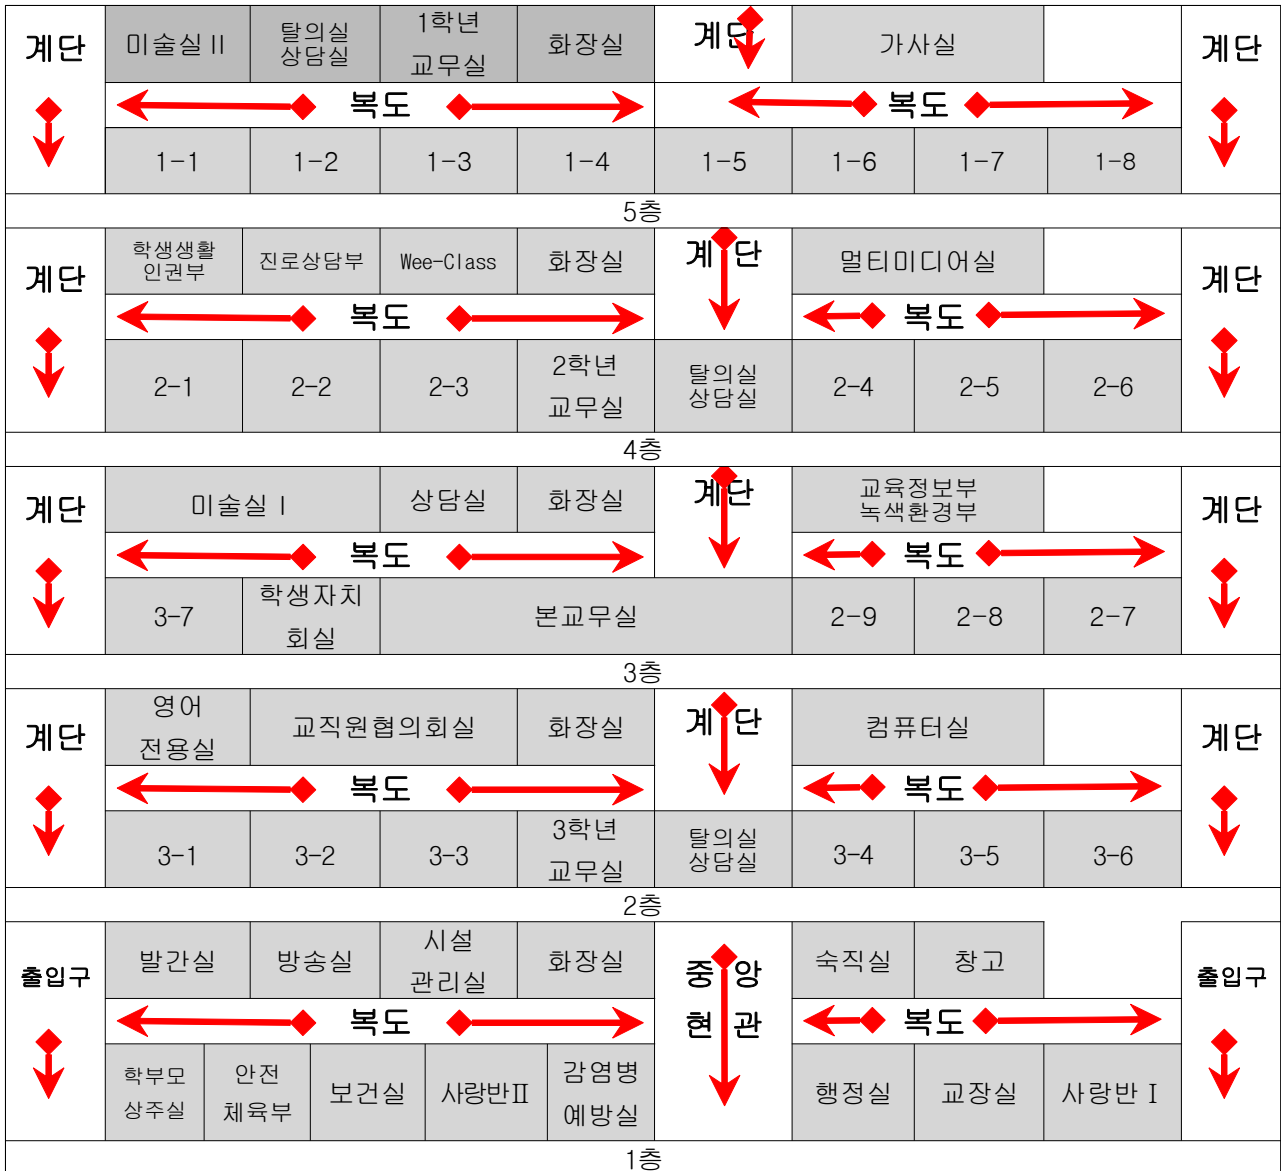 계단
미술실Ⅱ
탈의실
상담실
1학년
교무실
화장실
계단
가사실
계단
복도
복도
1-1
1-2
1-3
1-4
1-5
1-6
1-7
1-8
5층
계단
학생생활
인권부
진로상담부
Wee-Class
화장실
계 단
멀티미디어실
계단
복도
복도
2-1
2-2
2-3
2학년
교무실
탈의실
상담실
2-4
2-5
2-6
4층
계단
미술실Ⅰ
상담실
화장실
계단
교육정보부
녹색환경부
계단
복도
복도
3-7
학생자치
회실
본교무실
2-9
2-8
2-7
3층
계단
영어
전용실
교직원협의회실
화장실
계 단
컴퓨터실
계단
복도
복도
3-1
3-2
3-3
3학년
교무실
탈의실
상담실
3-4
3-5
3-6
2층
출입구
발간실
방송실
시설
관리실
화장실
중 앙
현 관
숙직실
창고
출입구
복도
복도
학부모
상주실
안전
체육부
보건실
사랑반Ⅱ
감염병
예방실
행정실
교장실
사랑반Ⅰ
1층